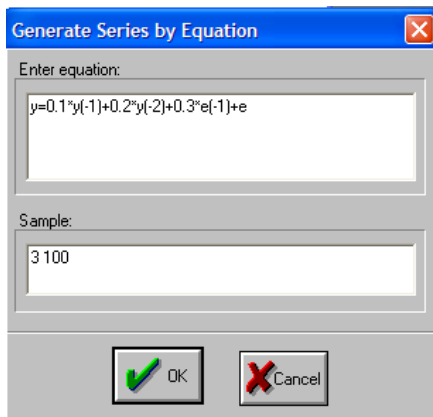 Generate Series by Equation
Enter equation:
y=0.1*y(-1)+0.2*y(-2)+0.3*e(-1)+e
Sample:
3 100
OK
Cancel